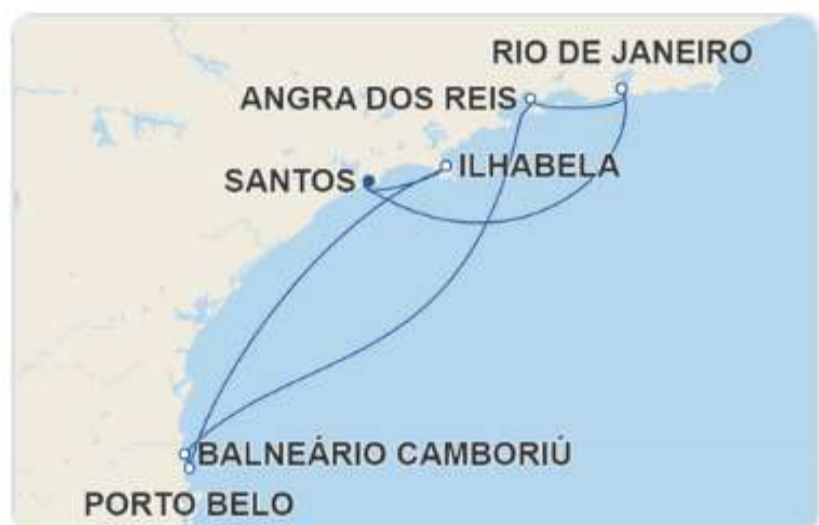 RIO DE JANEIRO
ANGRA DOS REIS
ILHABELA
SANTOS
BALNEÁRIO CAMBORIÚ
PORTO BELO